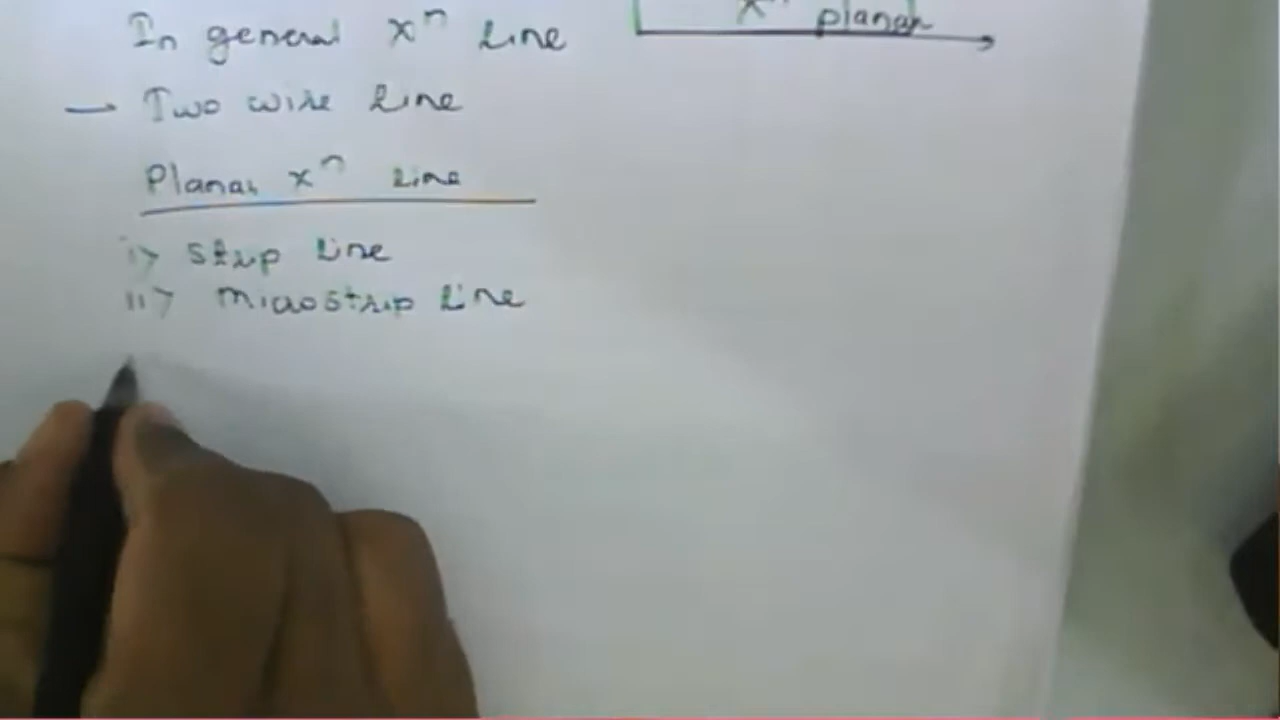 In general xⁿ Line
xⁿ planar
— Two wire Line
Planar xⁿ Line
i> Strip Line
ii> Microstrip Line